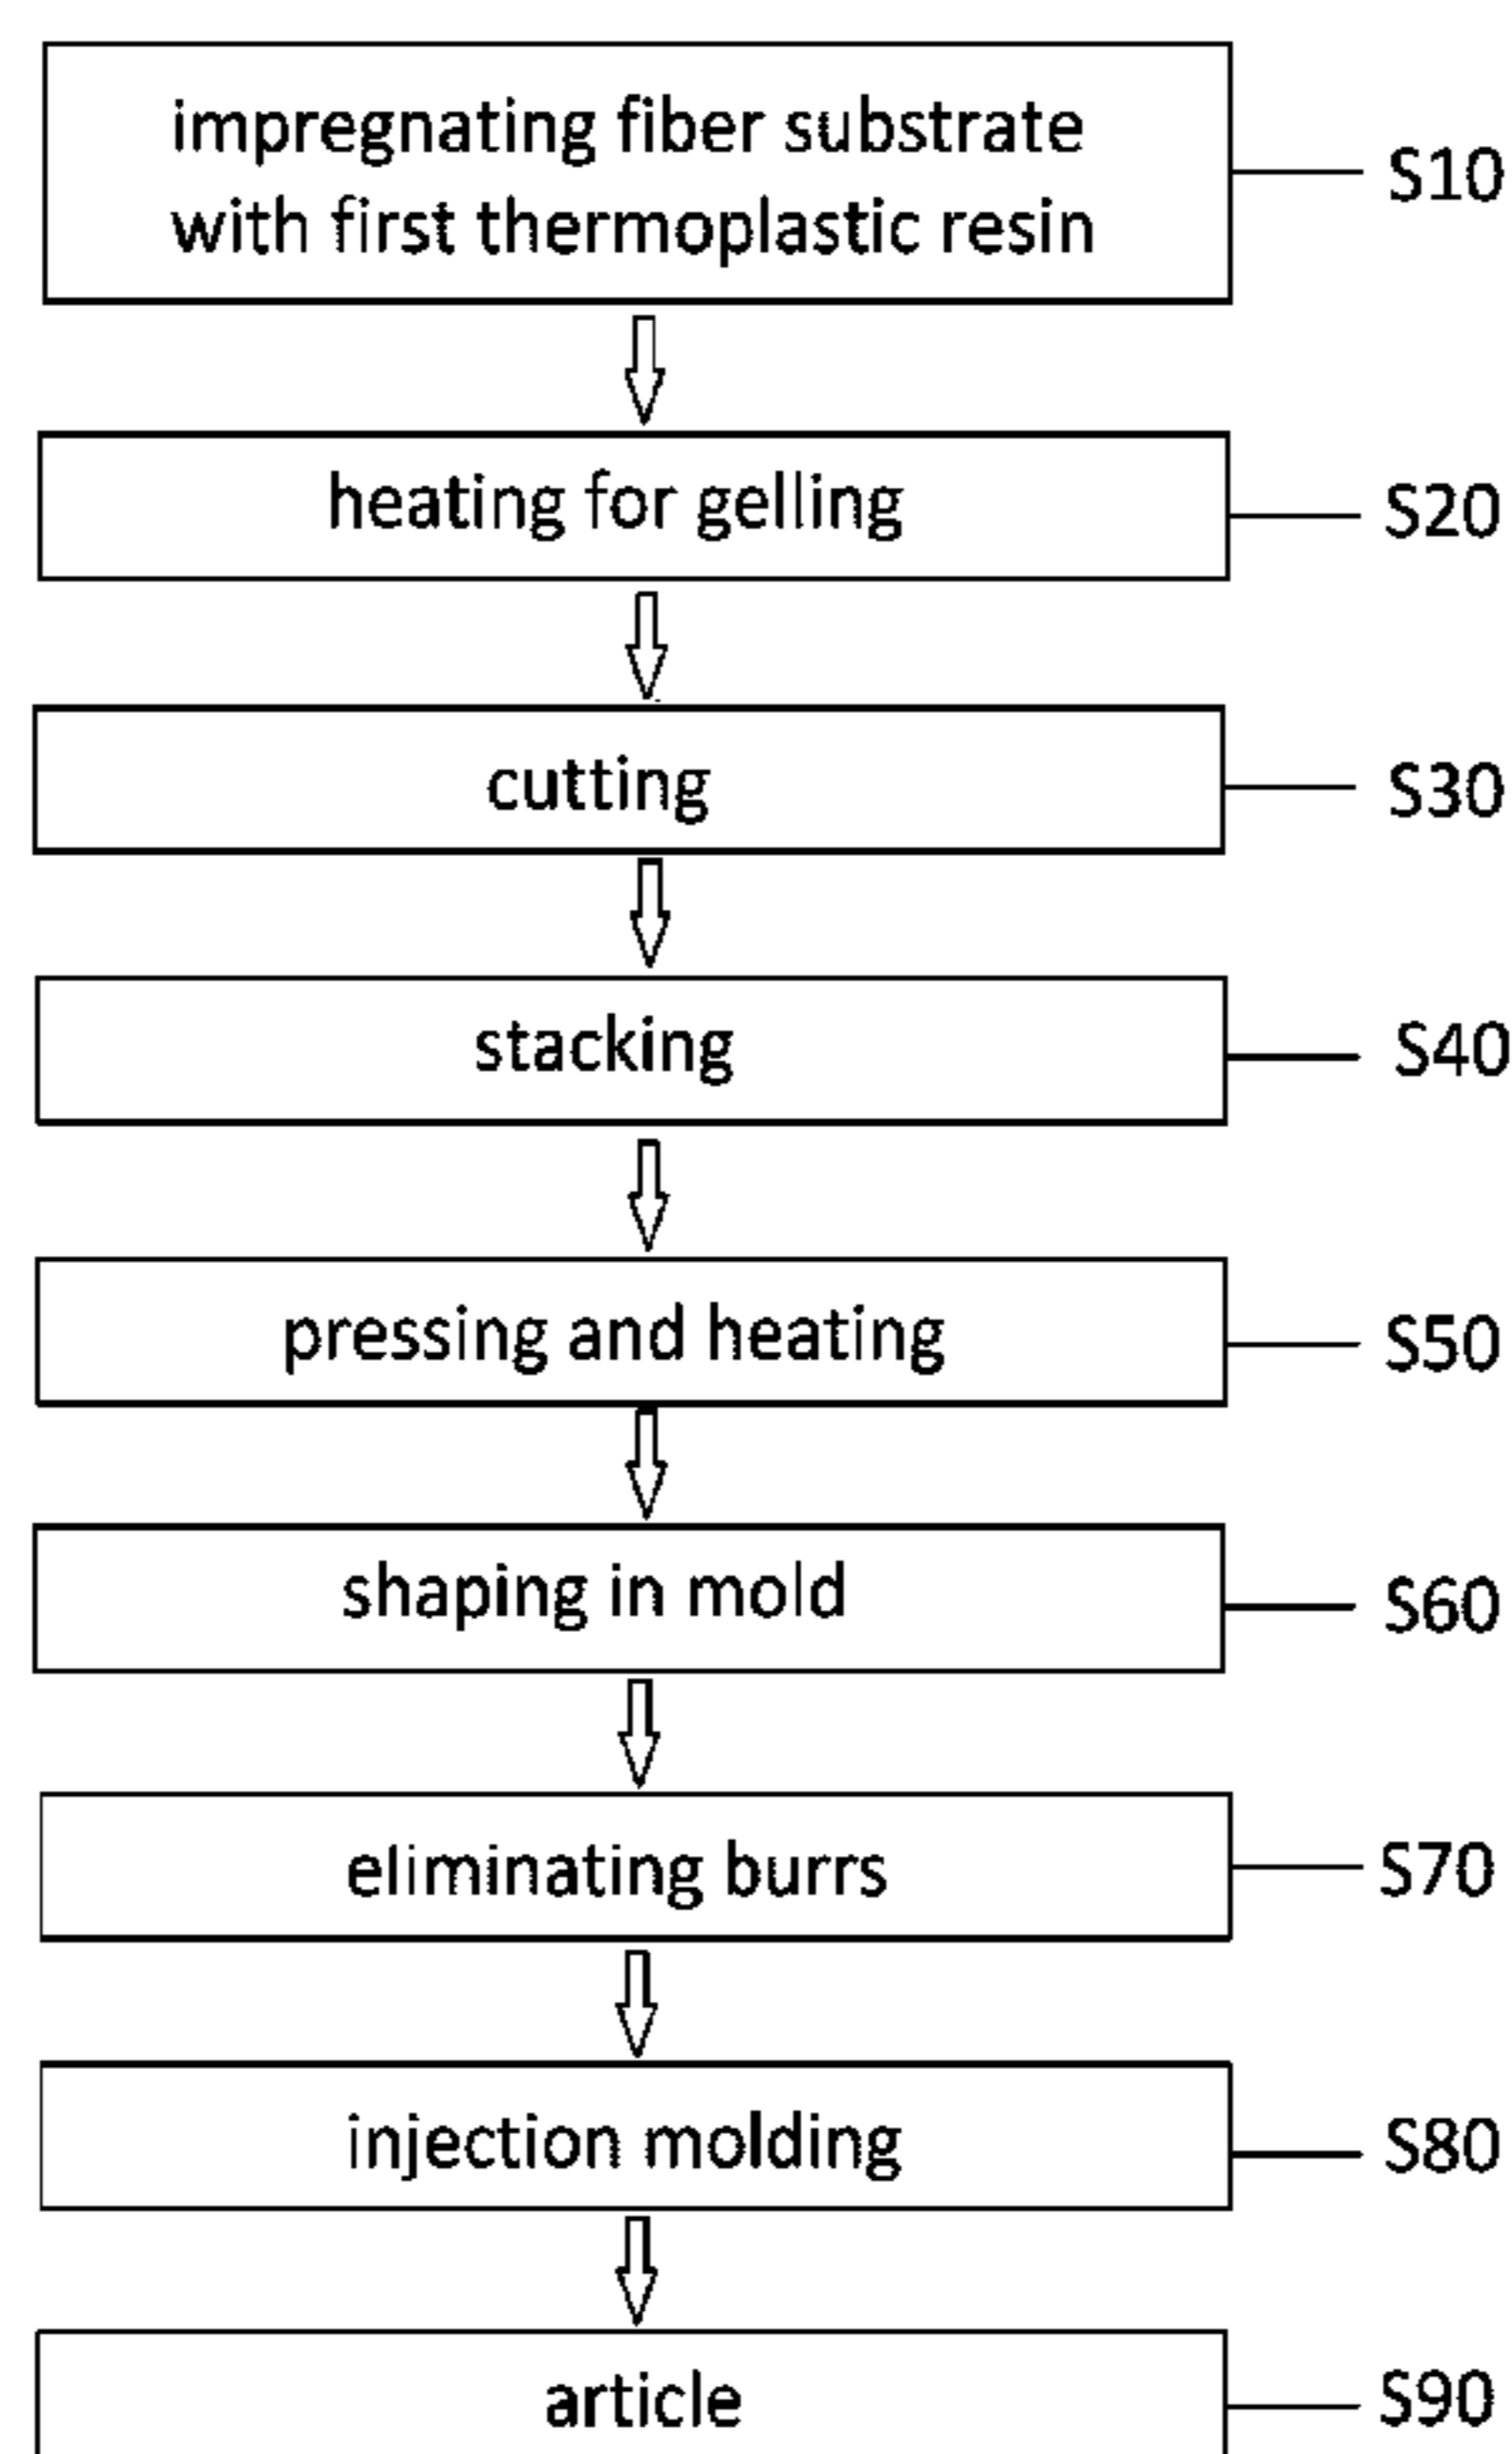 impregnating fiber substrate
with first thermoplastic resin
S10
heating for gelling
S20
cutting
S30
stacking
S40
pressing and heating
S50
shaping in mold
S60
eliminating burrs
S70
injection molding
S80
article
S90